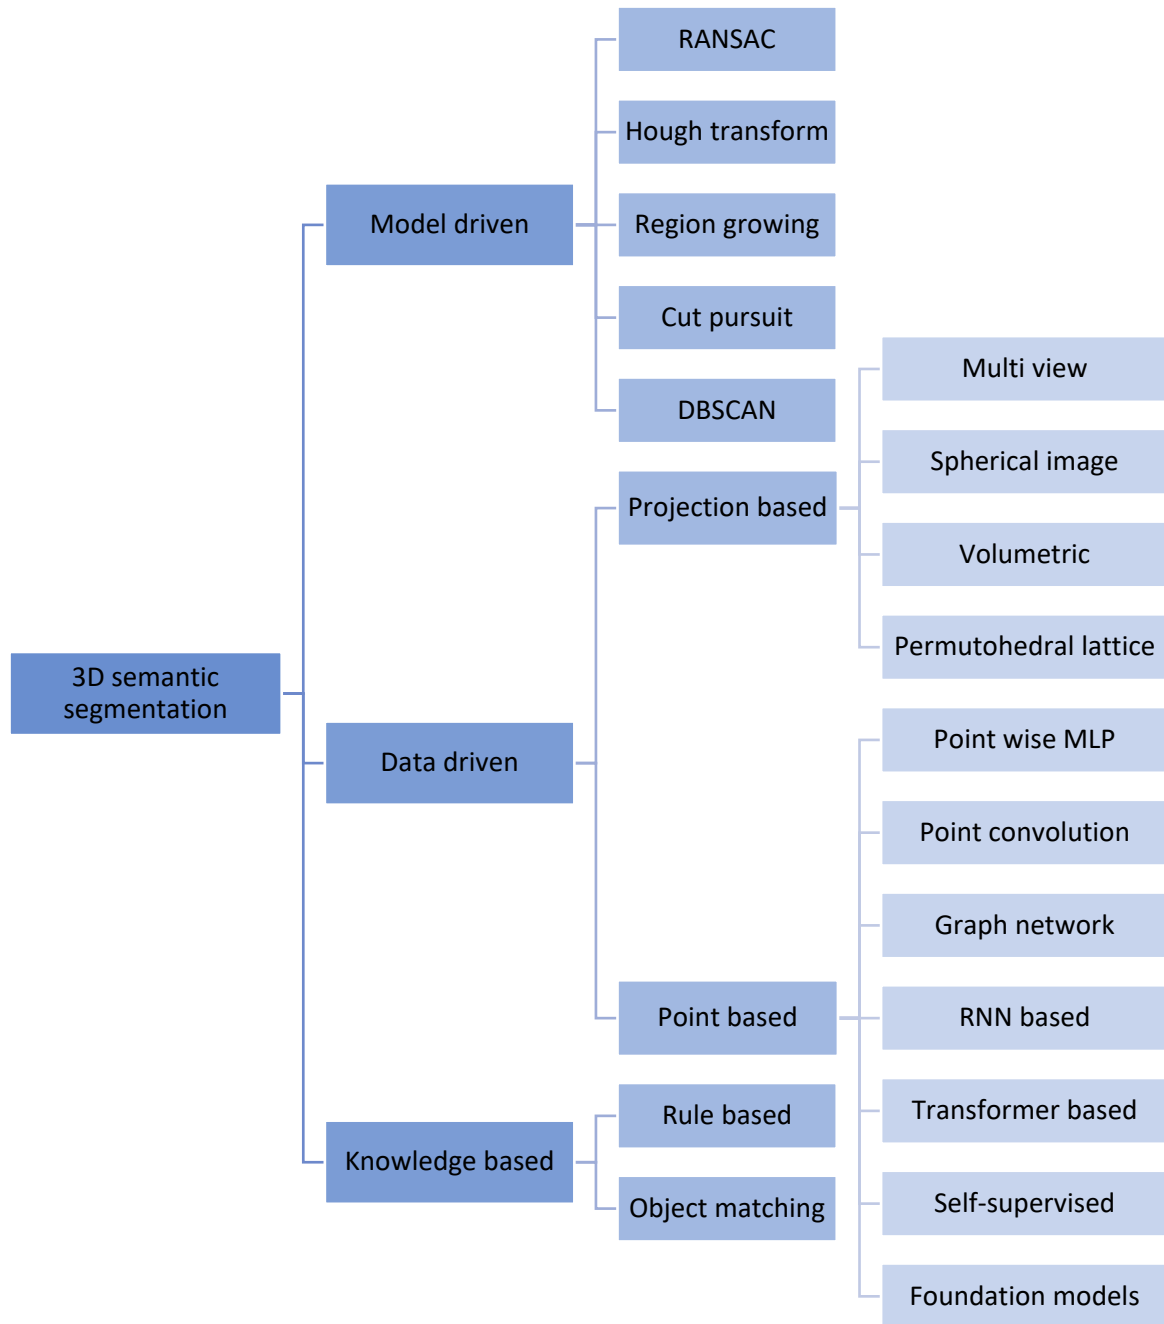 3D semantic
segmentation
Model driven
RANSAC
Hough transform
Region growing
Cut pursuit
DBSCAN
Data driven
Projection based
Multi view
Spherical image
Volumetric
Permutohedral lattice
Point based
Point wise MLP
Point convolution
Graph network
RNN based
Transformer based
Self-supervised
Foundation models
Knowledge based
Rule based
Object matching